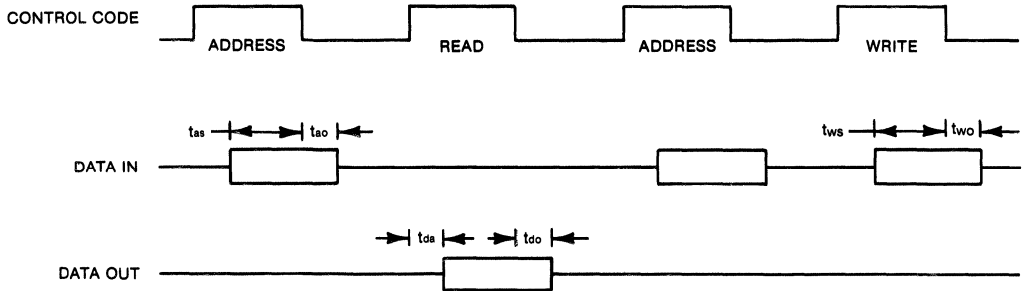 CONTROL CODE
ADDRESS READ ADDRESS WRITE
tas tao tws two
DATA IN
tda tdo
DATA OUT